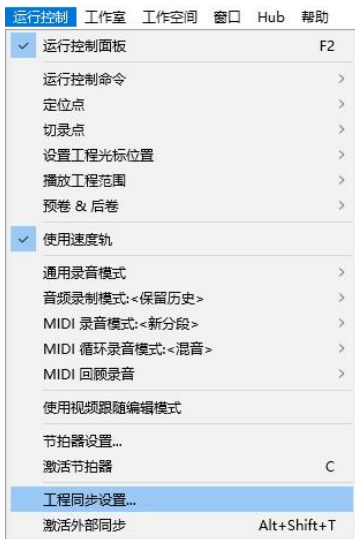 运行控制 工作室 工作空间 窗口 Hub 帮助
运行控制面板 F2
运行控制命令
定位点
切录点
设置工程光标位置
播放工程范围
预卷 & 后卷
使用速度轨
通用录音模式
音频录制模式:<保留历史>
MIDI 录音模式:<新分段>
MIDI 循环录音模式:<混音>
MIDI 回顾录音
使用视频跟随编辑模式
节拍器设置...
激活节拍器 C
工程同步设置...
激活外部同步 Alt+Shift+T